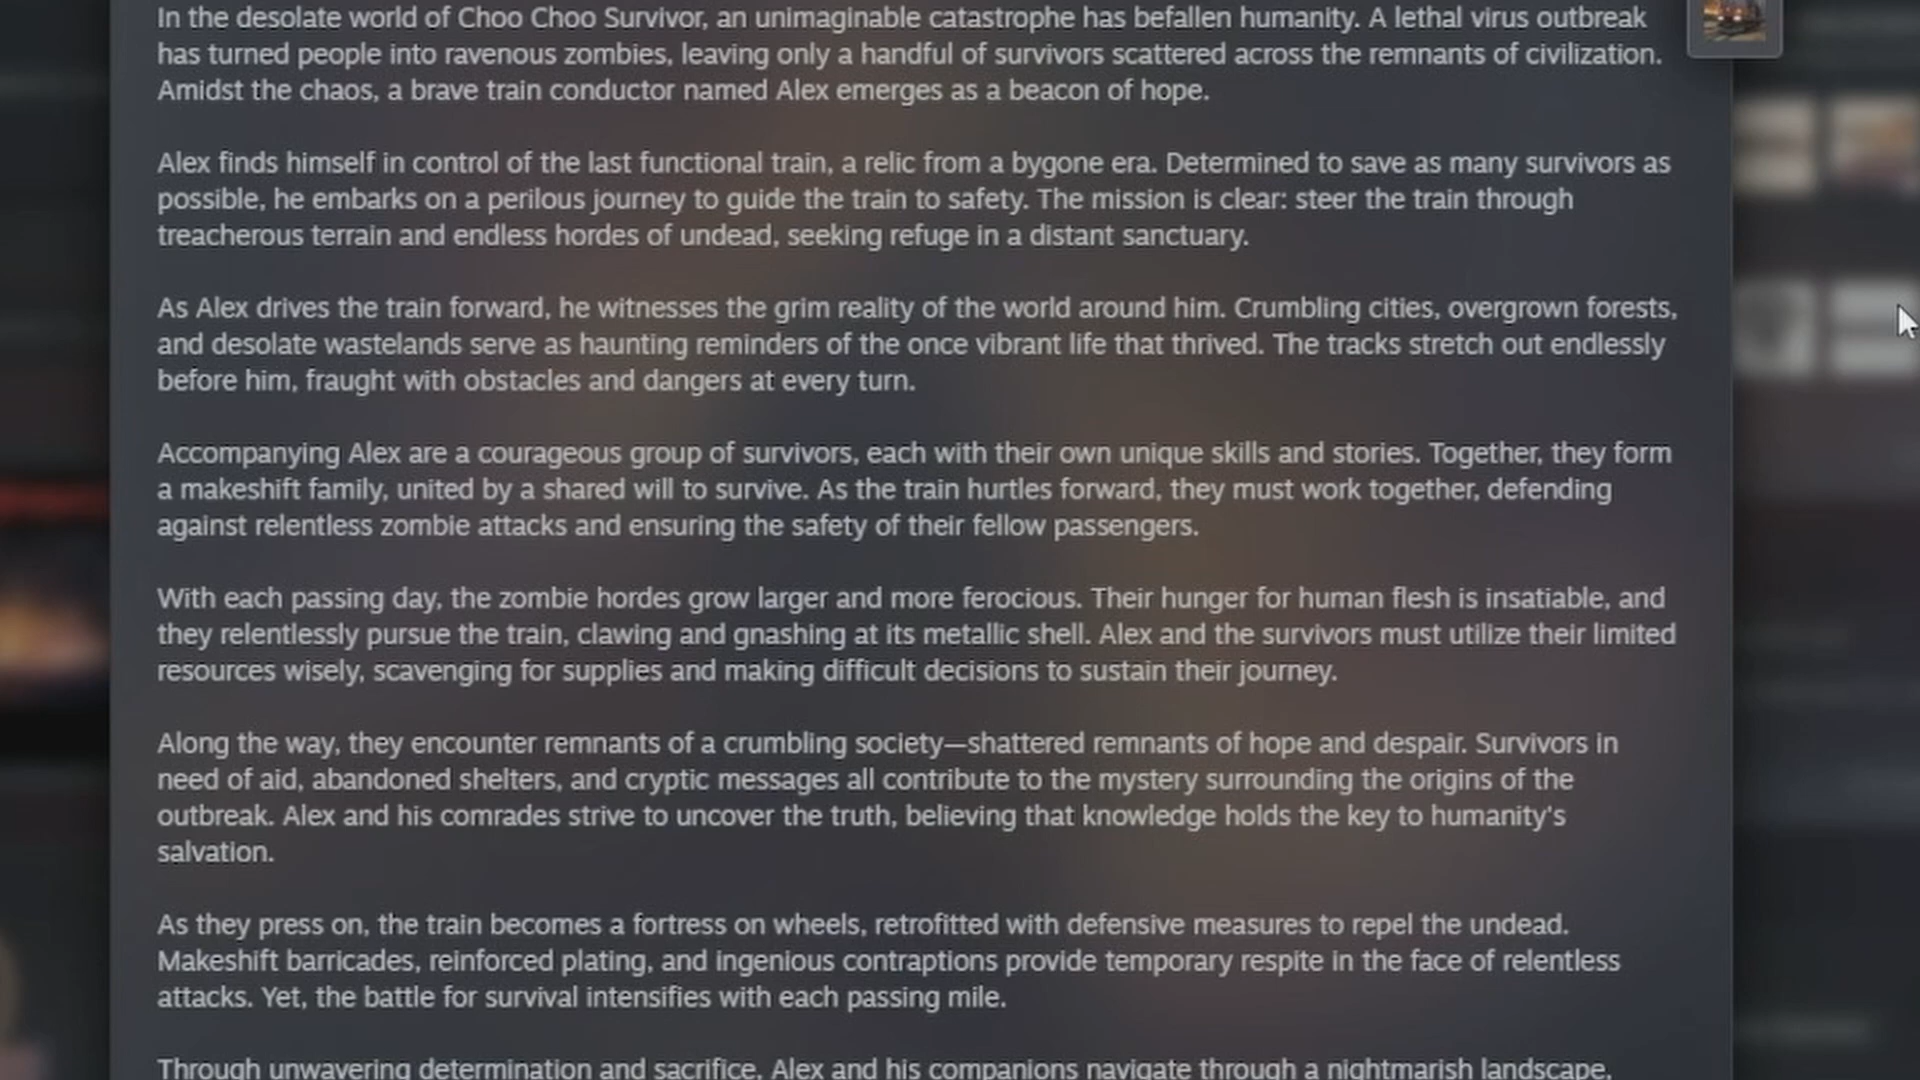 In the desolate world of Choo Choo Survivor, an unimaginable catastrophe has befallen humanity. A lethal virus outbreak
has turned people into ravenous zombies, leaving only a handful of survivors scattered across the remnants of civilization.
Amidst the chaos, a brave train conductor named Alex emerges as a beacon of hope.
Alex finds himself in control of the last functional train, a relic from a bygone era. Determined to save as many survivors as
possible, he embarks on a perilous journey to guide the train to safety. The mission is clear: steer the train through
treacherous terrain and endless hordes of undead, seeking refuge in a distant sanctuary.
As Alex drives the train forward, he witnesses the grim reality of the world around him. Crumbling cities, overgrown forests,
and desolate wastelands serve as haunting reminders of the once vibrant life that thrived. The tracks stretch out endlessly
before him, fraught with obstacles and dangers at every turn.
Accompanying Alex are a courageous group of survivors, each with their own unique skills and stories. Together, they form
a makeshift family, united by a shared will to survive. As the train hurtles forward, they must work together, defending
against relentless zombie attacks and ensuring the safety of their fellow passengers.
With each passing day, the zombie hordes grow larger and more ferocious. Their hunger for human flesh is insatiable, and
they relentlessly pursue the train, clawing and gnashing at its metallic shell. Alex and the survivors must utilize their limited
resources wisely, scavenging for supplies and making difficult decisions to sustain their journey.
Along the way, they encounter remnants of a crumbling society—shattered remnants of hope and despair. Survivors in
need of aid, abandoned shelters, and cryptic messages all contribute to the mystery surrounding the origins of the
outbreak. Alex and his comrades strive to uncover the truth, believing that knowledge holds the key to humanity's
salvation.
As they press on, the train becomes a fortress on wheels, retrofitted with defensive measures to repel the undead.
Makeshift barricades, reinforced plating, and ingenious contraptions provide temporary respite in the face of relentless
attacks. Yet, the battle for survival intensifies with each passing mile.
Through unwavering determination and sacrifice, Alex and his companions navigate through a nightmarish landscape,